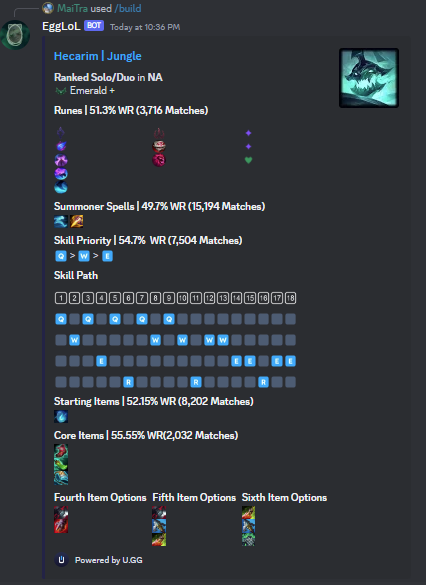 MaiTra used /build
EggLoL BOT Today at 10:36 PM
Hecarim | Jungle
Ranked Solo/Duo in NA
Emerald +
Runes | 51.3% WR (3,716 Matches)
Summoner Spells | 49.7% WR (15,194 Matches)
Skill Priority | 54.7% WR (7,504 Matches)
Q > W > E
Skill Path
1 2 3 4 5 6 7 8 9 10 11 12 13 14 15 16 17 18
Q Q Q Q Q
W W W W W
E E E E E
R R R
Starting Items | 52.15% WR (8,202 Matches)
Core Items | 55.55% WR(2,032 Matches)
Fourth Item Options Fifth Item Options Sixth Item Options
U Powered by U.GG